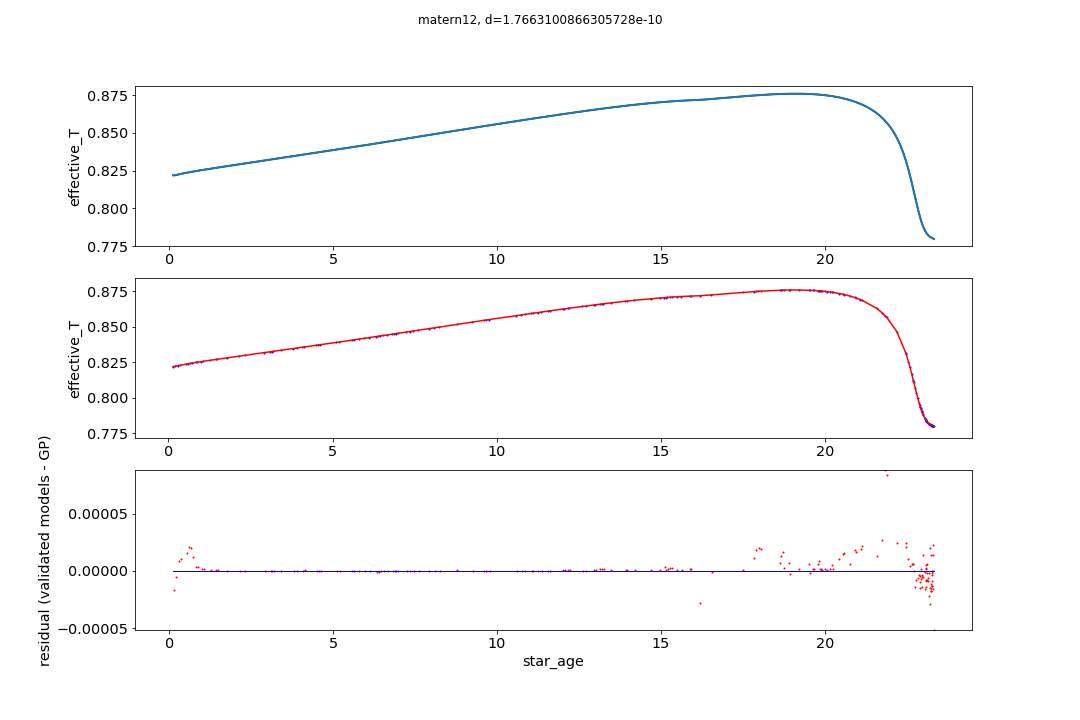 matern12, d=1.7663100866305728e-10
0.875
0.850
0.825
0.800
0.775
effective_T
0 5 10 15 20
0.875
0.850
0.825
0.800
0.775
effective_T
0 5 10 15 20
0.00005
0.00000
−0.00005
residual (validated models - GP)
0 5 10 15 20
star_age